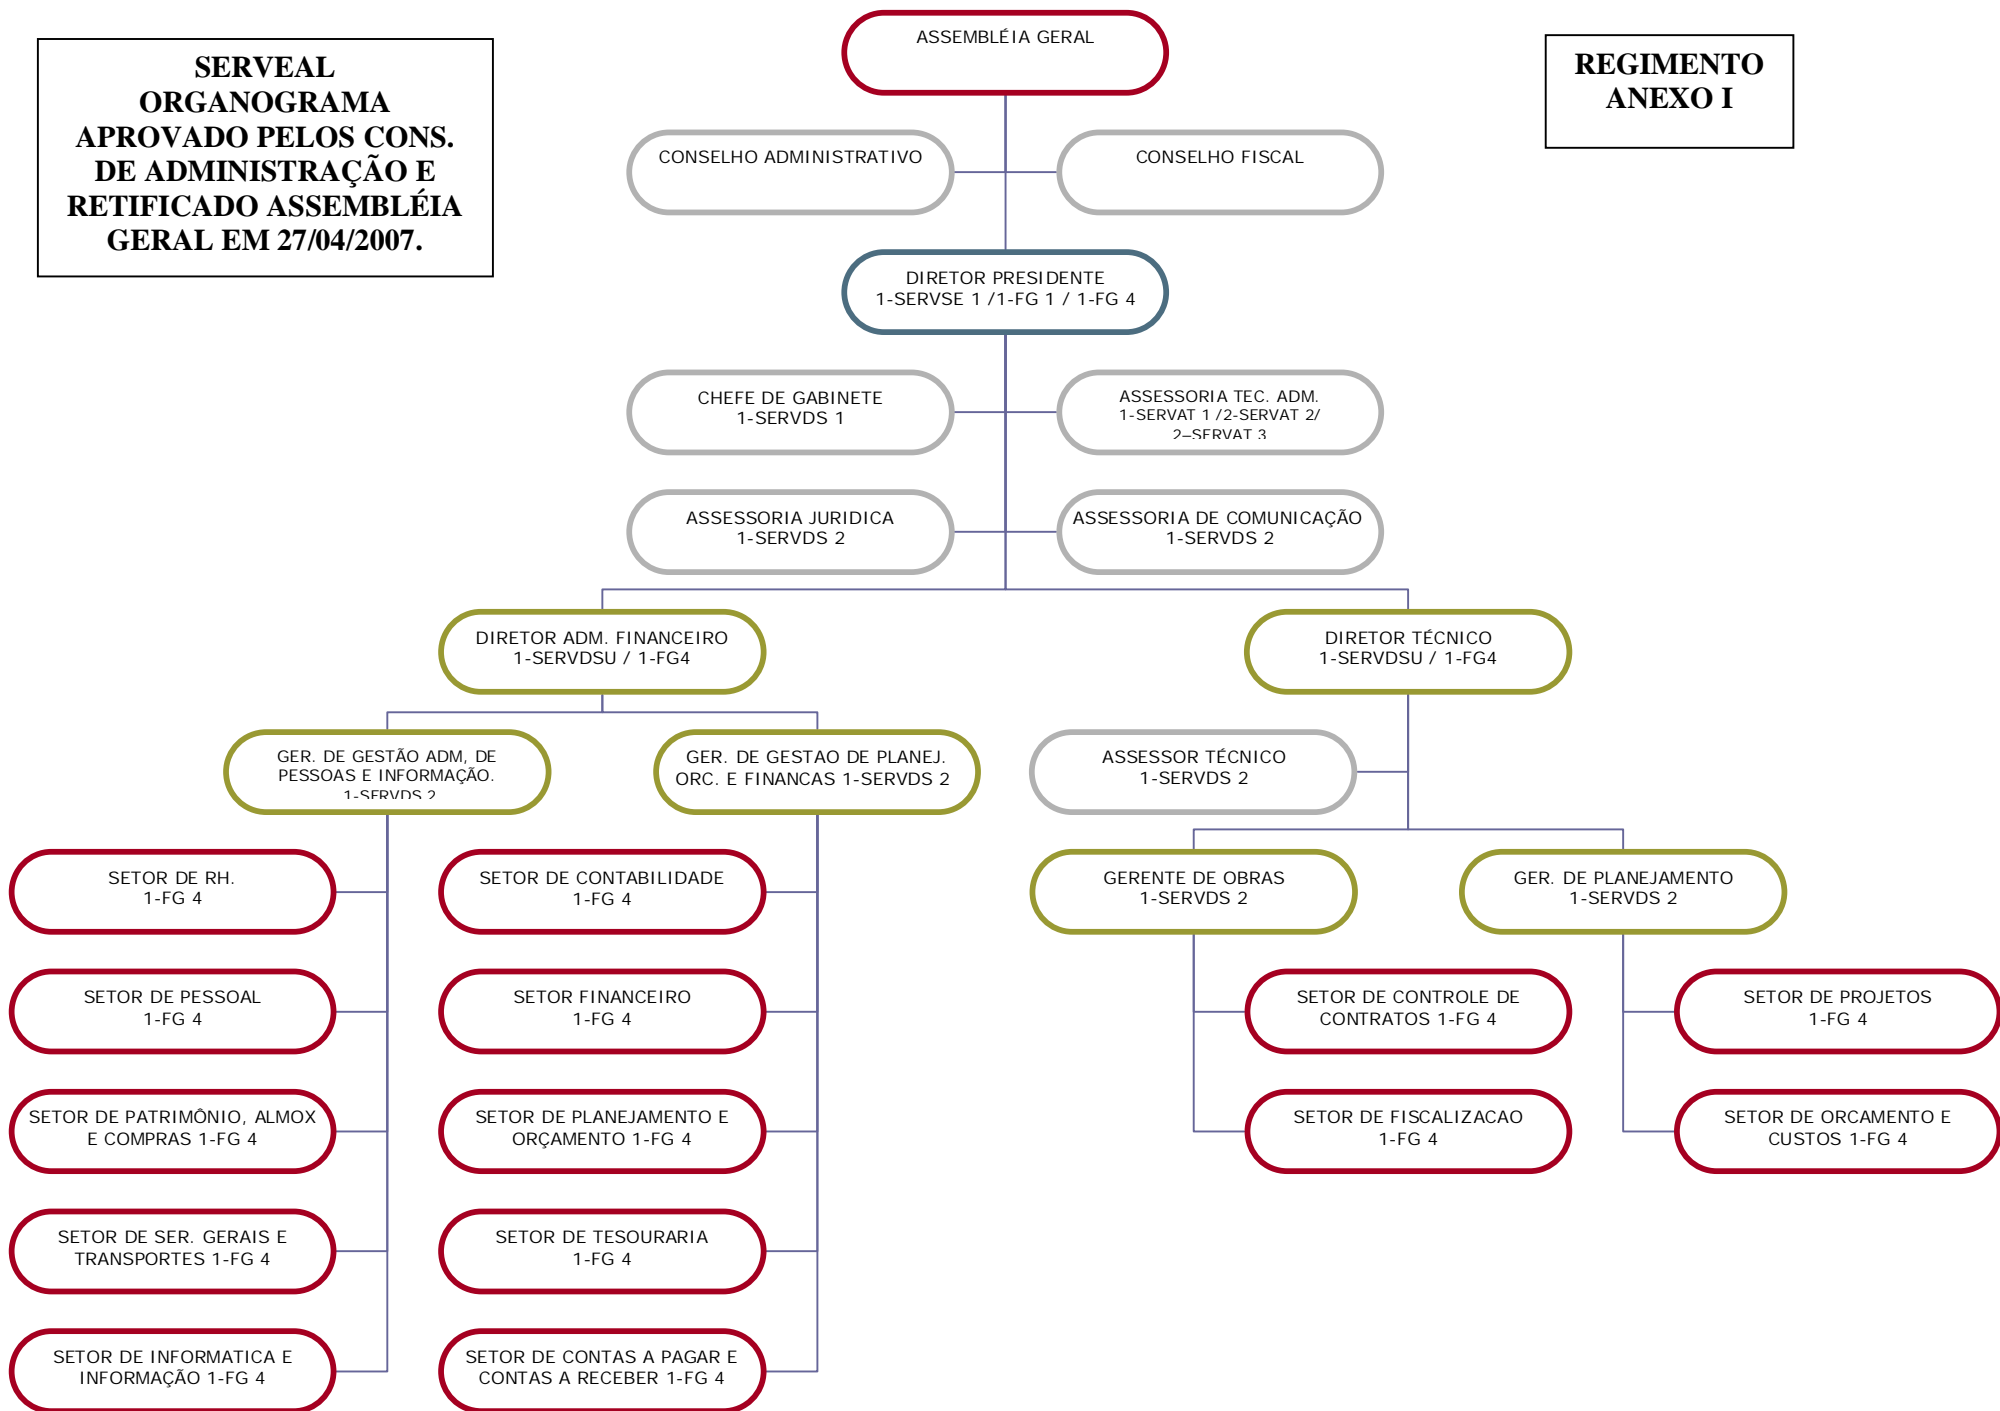 SERVEAL
ORGANOGRAMA
APROVADO PELOS CONS.
DE ADMINISTRAÇÃO E
RETIFICADO ASSEMBLÉIA
GERAL EM 27/04/2007.
ASSEMBLÉIA GERAL
REGIMENTO
ANEXO I
CONSELHO ADMINISTRATIVO
CONSELHO FISCAL
DIRETOR PRESIDENTE
1-SERVSE 1 /1-FG 1 / 1-FG 4
CHEFE DE GABINETE
1-SERVDS 1
ASSESSORIA TEC. ADM.
1-SERVAT 1 /2-SERVAT 2/
2–SERVAT 3
ASSESSORIA JURIDICA
1-SERVDS 2
ASSESSORIA DE COMUNICAÇÃO
1-SERVDS 2
DIRETOR ADM. FINANCEIRO
1-SERVDSU / 1-FG4
DIRETOR TÉCNICO
1-SERVDSU / 1-FG4
GER. DE GESTÃO ADM, DE
PESSOAS E INFORMAÇÃO.
1-SERVDS 2
GER. DE GESTAO DE PLANEJ.
ORC. E FINANCAS 1-SERVDS 2
ASSESSOR TÉCNICO
1-SERVDS 2
SETOR DE RH.
1-FG 4
SETOR DE CONTABILIDADE
1-FG 4
GERENTE DE OBRAS
1-SERVDS 2
GER. DE PLANEJAMENTO
1-SERVDS 2
SETOR DE PESSOAL
1-FG 4
SETOR FINANCEIRO
1-FG 4
SETOR DE CONTROLE DE
CONTRATOS 1-FG 4
SETOR DE PROJETOS
1-FG 4
SETOR DE PATRIMÔNIO, ALMOX
E COMPRAS 1-FG 4
SETOR DE PLANEJAMENTO E
ORÇAMENTO 1-FG 4
SETOR DE FISCALIZACAO
1-FG 4
SETOR DE ORCAMENTO E
CUSTOS 1-FG 4
SETOR DE SER. GERAIS E
TRANSPORTES 1-FG 4
SETOR DE TESOURARIA
1-FG 4
SETOR DE INFORMATICA E
INFORMAÇÃO 1-FG 4
SETOR DE CONTAS A PAGAR E
CONTAS A RECEBER 1-FG 4